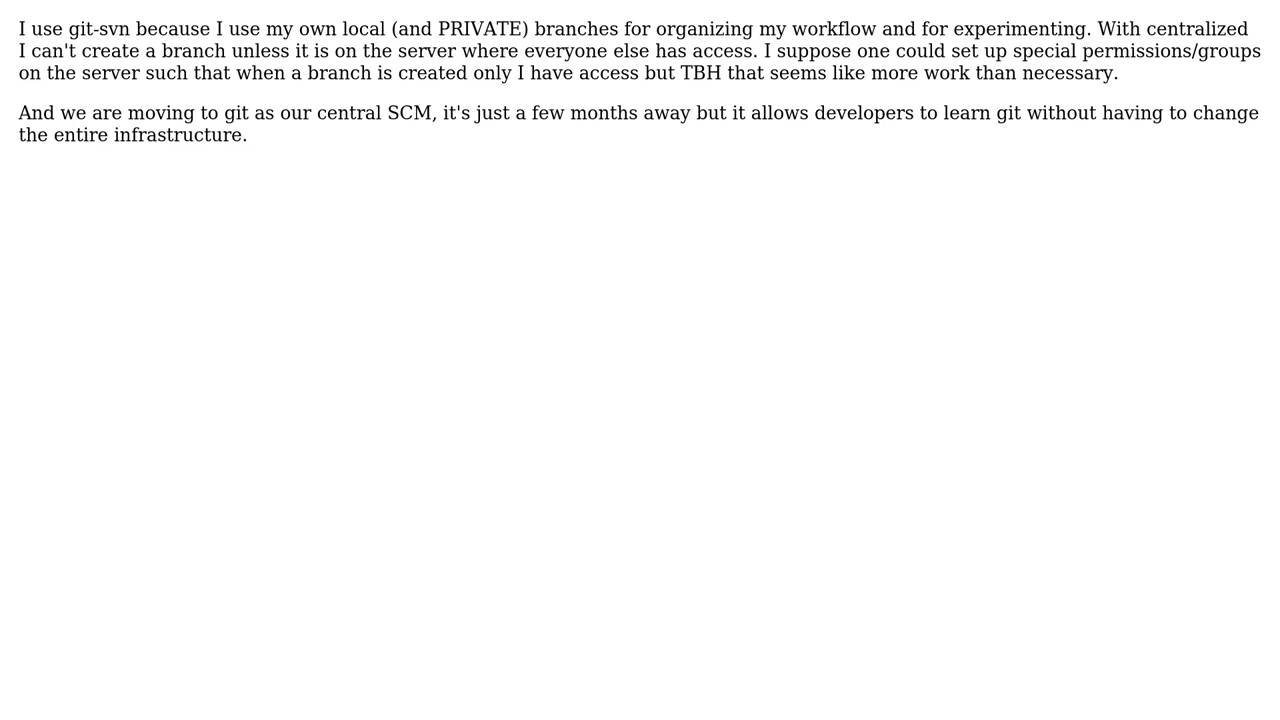 I use git-svn because I use my own local (and PRIVATE) branches for organizing my workflow and for experimenting. With centralized
I can't create a branch unless it is on the server where everyone else has access. I suppose one could set up special permissions/groups
on the server such that when a branch is created only I have access but TBH that seems like more work than necessary.
And we are moving to git as our central SCM, it's just a few months away but it allows developers to learn git without having to change
the entire infrastructure.